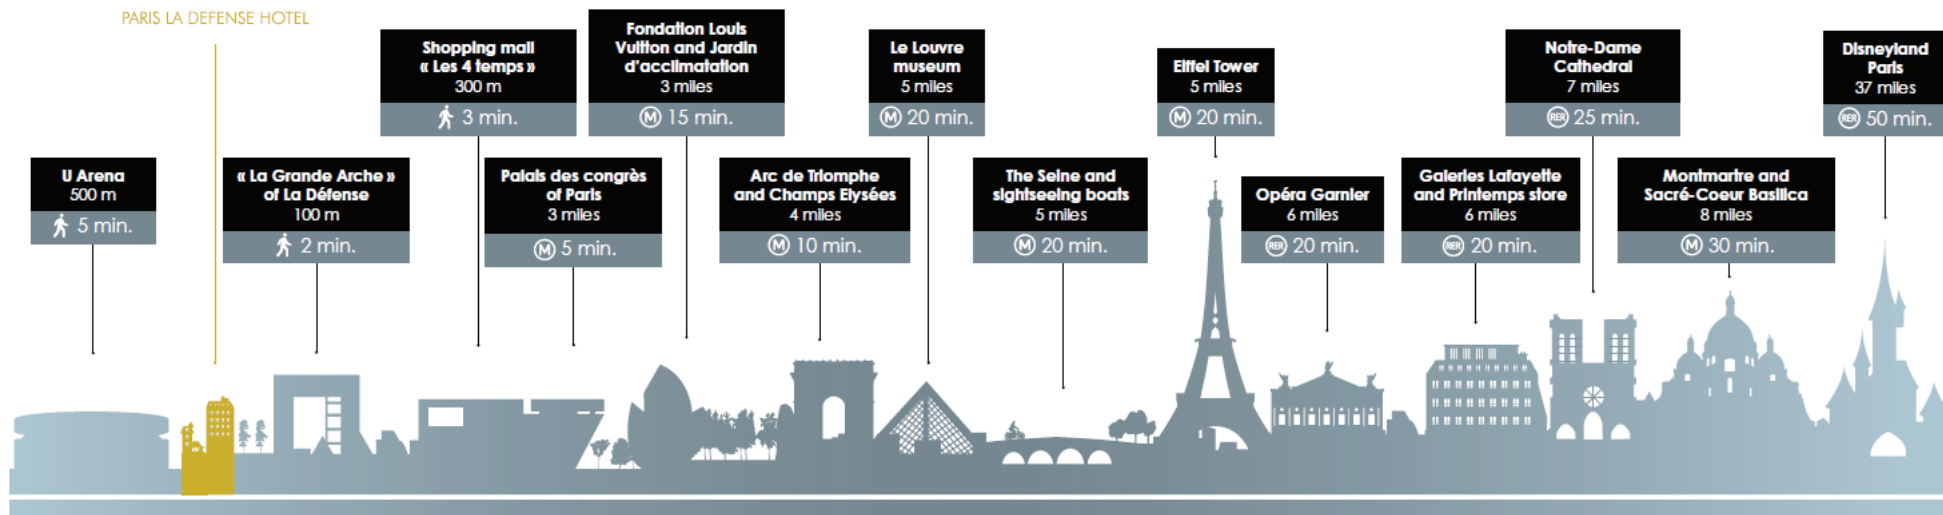 PARIS LA DEFENSE HOTEL
U Arena
500 m
5 min.
« La Grande Arche »
of La Défense
100 m
2 min.
Shopping mall
« Les 4 temps »
300 m
3 min.
Palais des congrès
of Paris
3 miles
M 5 min.
Fondation Louis
Vuitton and Jardin
d'acclimatation
3 miles
M 15 min.
Arc de Triomphe
and Champs Elysées
4 miles
M 10 min.
Le Louvre
museum
5 miles
M 20 min.
The Seine and
sightseeing boats
5 miles
M 20 min.
Eiffel Tower
5 miles
M 20 min.
Opéra Garnier
6 miles
RER 20 min.
Galeries Lafayette
and Printemps store
6 miles
RER 20 min.
Notre-Dame
Cathedral
7 miles
RER 25 min.
Montmartre and
Sacré-Coeur Basilica
8 miles
M 30 min.
Disneyland
Paris
37 miles
RER 50 min.